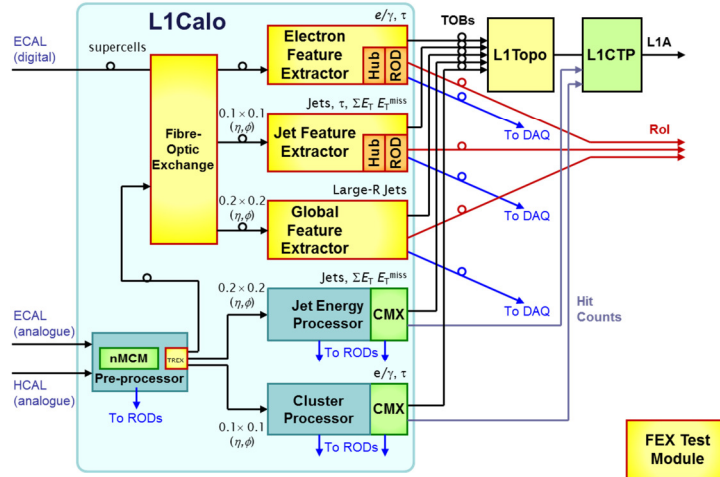 L1Calo
e/γ, τ
TOBs
ECAL
(digital)
supercells
Electron
Feature
Extractor
Hub
ROD
L1Topo
L1CTP
L1A
To DAQ
0.1 × 0.1
(η,ϕ)
Jets, τ, ΣE_T E_T^miss
Fibre-
Optic
Exchange
Jet Feature
Extractor
Hub
ROD
RoI
To DAQ
0.2 × 0.2
(η,ϕ)
Large-R Jets
Global
Feature
Extractor
To DAQ
Hit
Counts
ECAL
(analogue)
0.2 × 0.2
(η,ϕ)
Jets, ΣE_T E_T^miss
Jet Energy
Processor
CMX
To RODs
nMCM
TREX
Pre-processor
HCAL
(analogue)
To RODs
e/γ, τ
Cluster
Processor
CMX
0.1 × 0.1
(η,ϕ)
To RODs
FEX Test
Module